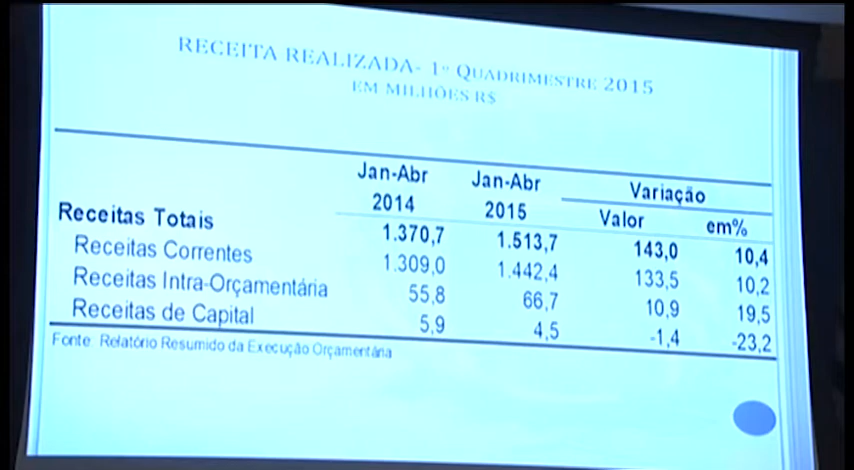 RECEITA REALIZADA- 1º QUADRIMESTRE 2015
EM MILHÕES R$
Jan-Abr 2014 Jan-Abr 2015 Variação
Valor em%
Receitas Totais 1.370,7 1.513,7 143,0 10,4
Receitas Correntes 1.309,0 1.442,4 133,5 10,2
Receitas Intra-Orçamentária 55,8 66,7 10,9 19,5
Receitas de Capital 5,9 4,5 -1,4 -23,2
Fonte: Relatório Resumido da Execução Orçamentária